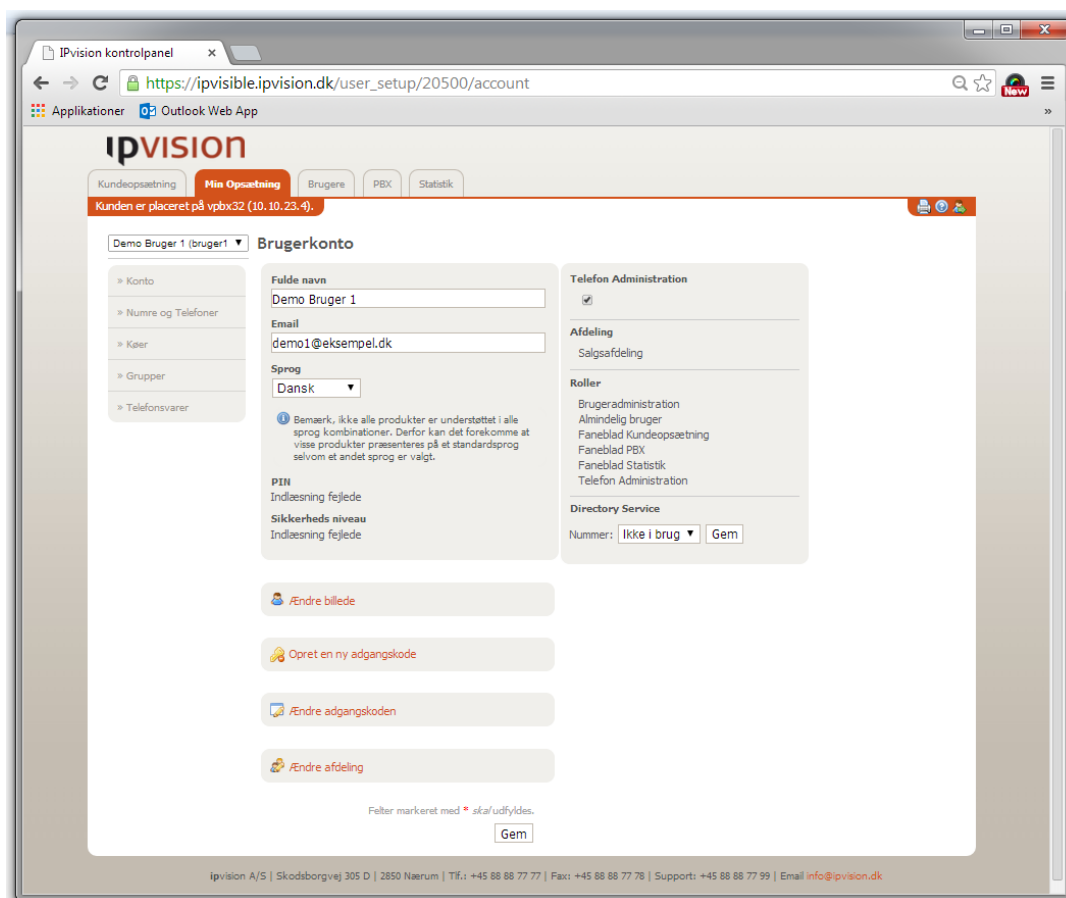 IPvision kontrolpanel
https://ipvisible.ipvision.dk/user_setup/20500/account
New
Applikationer Outlook Web App »
ipvision
Kundeopsætning Min Opsætning Brugere PBX Statistik
Kunden er placeret på vpbx32 (10.10.23.4).
Demo Bruger 1 (bruger1
Brugerkonto
» Konto
» Numre og Telefoner
» Køer
» Grupper
» Telefonsvarer
Fulde navn
Demo Bruger 1
Email
demo1@eksempel.dk
Sprog
Dansk
Bemærk, ikke alle produkter er understøttet i alle
sprog kombinationer. Derfor kan det forekomme at
visse produkter præsenteres på et standardsprog
selvom et andet sprog er valgt.
PIN
Indlæsning fejlede
Sikkerheds niveau
Indlæsning fejlede
Telefon Administration
Afdeling
Salgsafdeling
Roller
Brugeradministration
Almindelig bruger
Faneblad Kundeopsætning
Faneblad PBX
Faneblad Statistik
Telefon Administration
Directory Service
Nummer: Ikke i brug Gem
Ændre billede
Opret en ny adgangskode
Ændre adgangskoden
Ændre afdeling
Felter markeret med * skal udfyldes.
Gem
ipvision A/S | Skodsborgvej 305 D | 2850 Nærum | Tlf.: +45 88 88 77 77 | Fax: +45 88 88 77 78 | Support: +45 88 88 77 99 | Email info@ipvision.dk